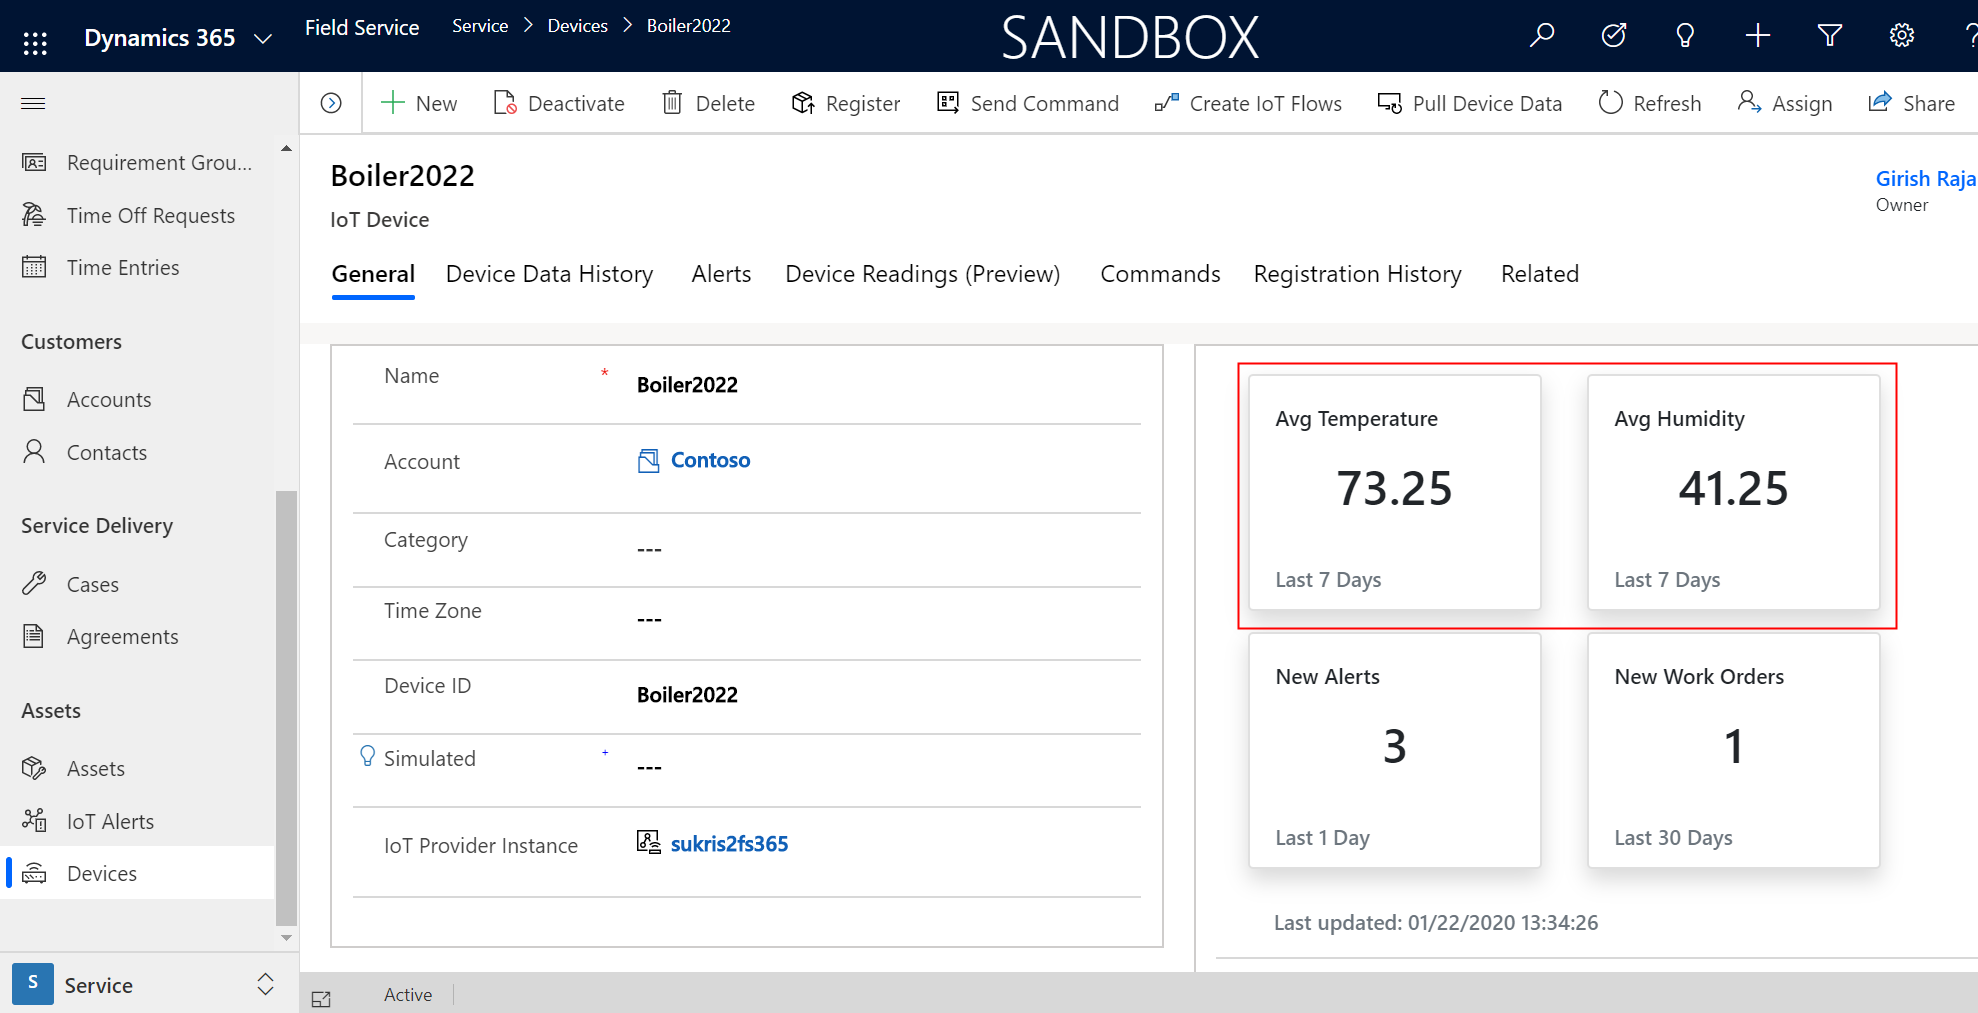 Dynamics 365
Field Service
Service > Devices > Boiler2022
SANDBOX
?
New
Deactivate
Delete
Register
Send Command
Create IoT Flows
Pull Device Data
Refresh
Assign
Share
Requirement Grou...
Time Off Requests
Time Entries
Customers
Accounts
Contacts
Service Delivery
Cases
Agreements
Assets
Assets
IoT Alerts
Devices
S
Service
Boiler2022
IoT Device
Girish Raja
Owner
General
Device Data History
Alerts
Device Readings (Preview)
Commands
Registration History
Related
Name * Boiler2022
Account Contoso
Category ---
Time Zone ---
Device ID Boiler2022
Simulated + ---
IoT Provider Instance sukris2fs365
Avg Temperature
73.25
Last 7 Days
Avg Humidity
41.25
Last 7 Days
New Alerts
3
Last 1 Day
New Work Orders
1
Last 30 Days
Last updated: 01/22/2020 13:34:26
Active